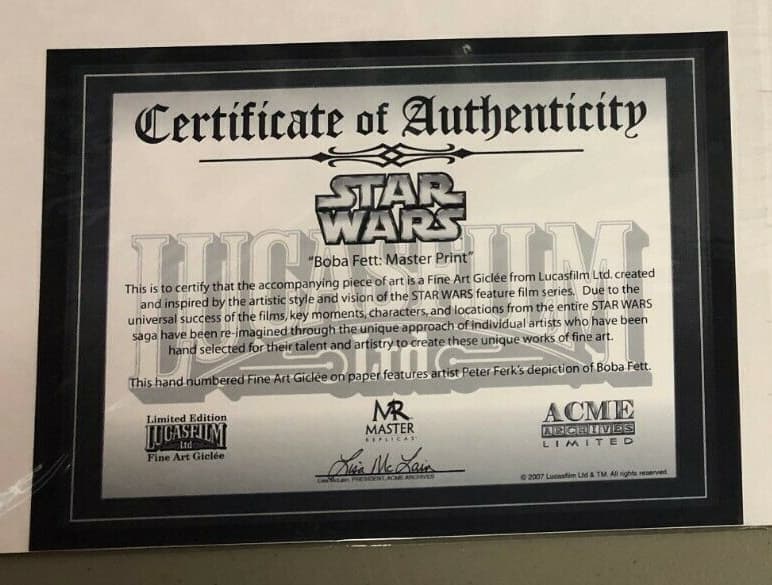 Certificate of Authenticity
STAR
WARS
"Boba Fett: Master Print"
This is to certify that the accompanying piece of art is a Fine Art Giclée from Lucasfilm Ltd. created
and inspired by the artistic style and vision of the STAR WARS feature film series. Due to the
universal success of the films, key moments, characters, and locations from the entire STAR WARS
saga have been re-imagined through the unique approach of individual artists who have been
hand selected for their talent and artistry to create these unique works of fine art.
LUCASFILM
Ltd
This hand numbered Fine Art Giclée on paper features artist Peter Ferk's depiction of Boba Fett.
Limited Edition
LUCASFILM
Ltd
Fine Art Giclée
MR
MASTER
REPLICAS
Lisa McLain
Lisa McLain, PRESIDENT, ACME ARCHIVES
ACME
ARCHIVES
LIMITED
© 2007 Lucasfilm Ltd & TM. All rights reserved.